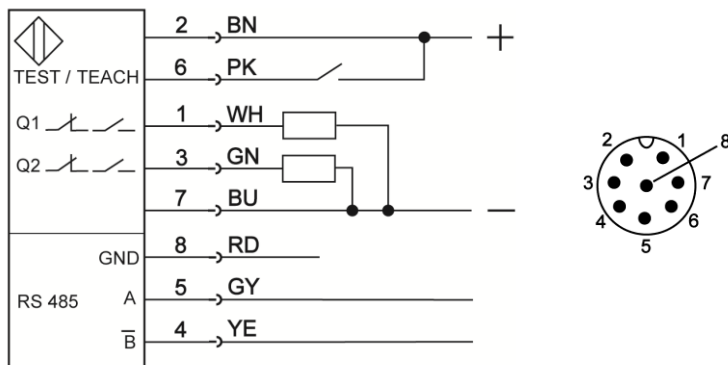 2 BN +
6 PK
TEST / TEACH
1 WH
Q1
3 GN
Q2
7 BU −
8 RD
GND
5 GY
RS 485 A
4 YE
B̅
2 1 8
3 7
4 6
5